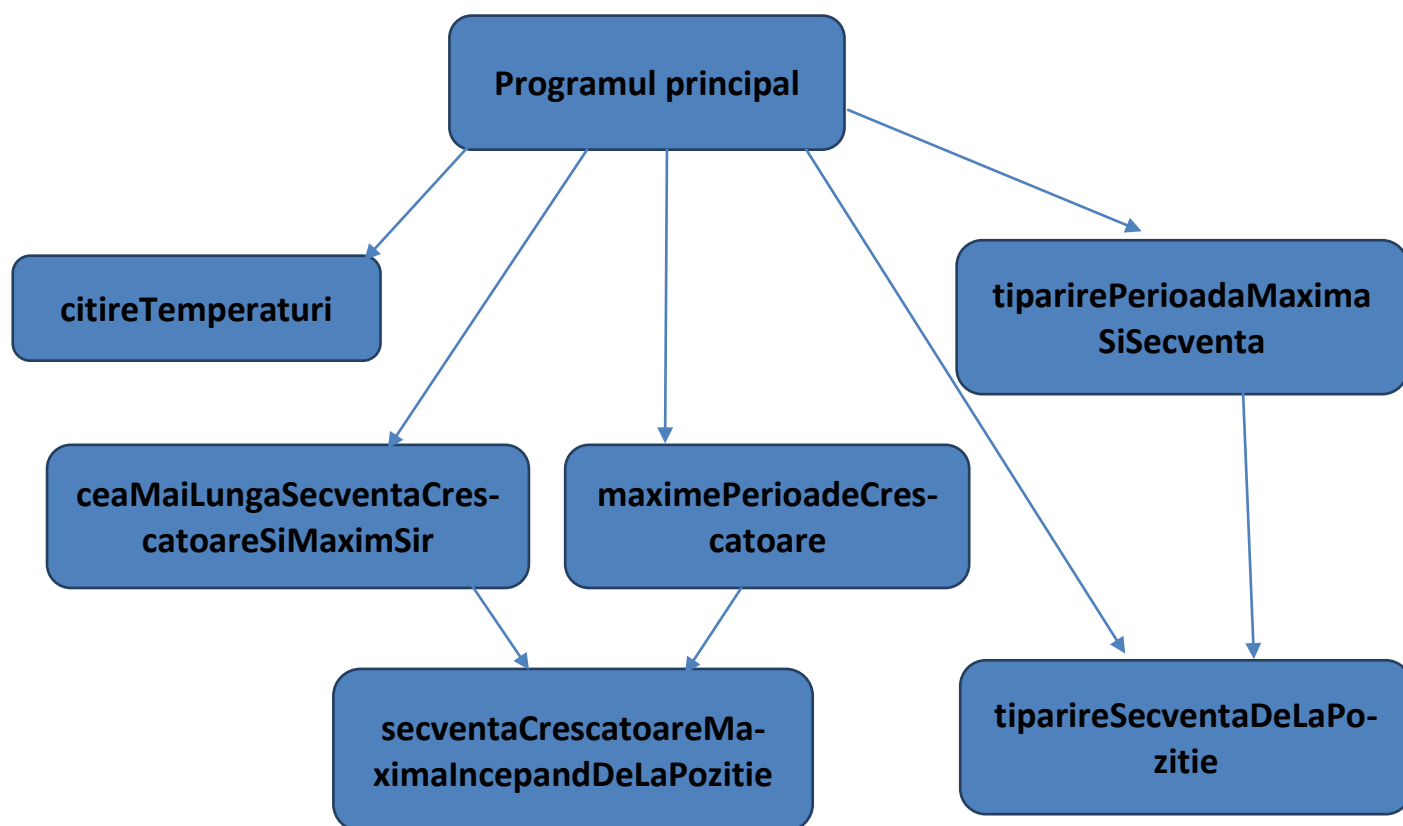 Programul principal
citireTemperaturi
tiparirePerioadaMaxima
SiSecventa
ceaMaiLungaSecventaCres-
catoareSiMaximSir
maximePerioadeCres-
catoare
secventaCrescatoareMa-
ximaIncepandDeLaPozitie
tiparireSecventaDeLaPo-
zitie